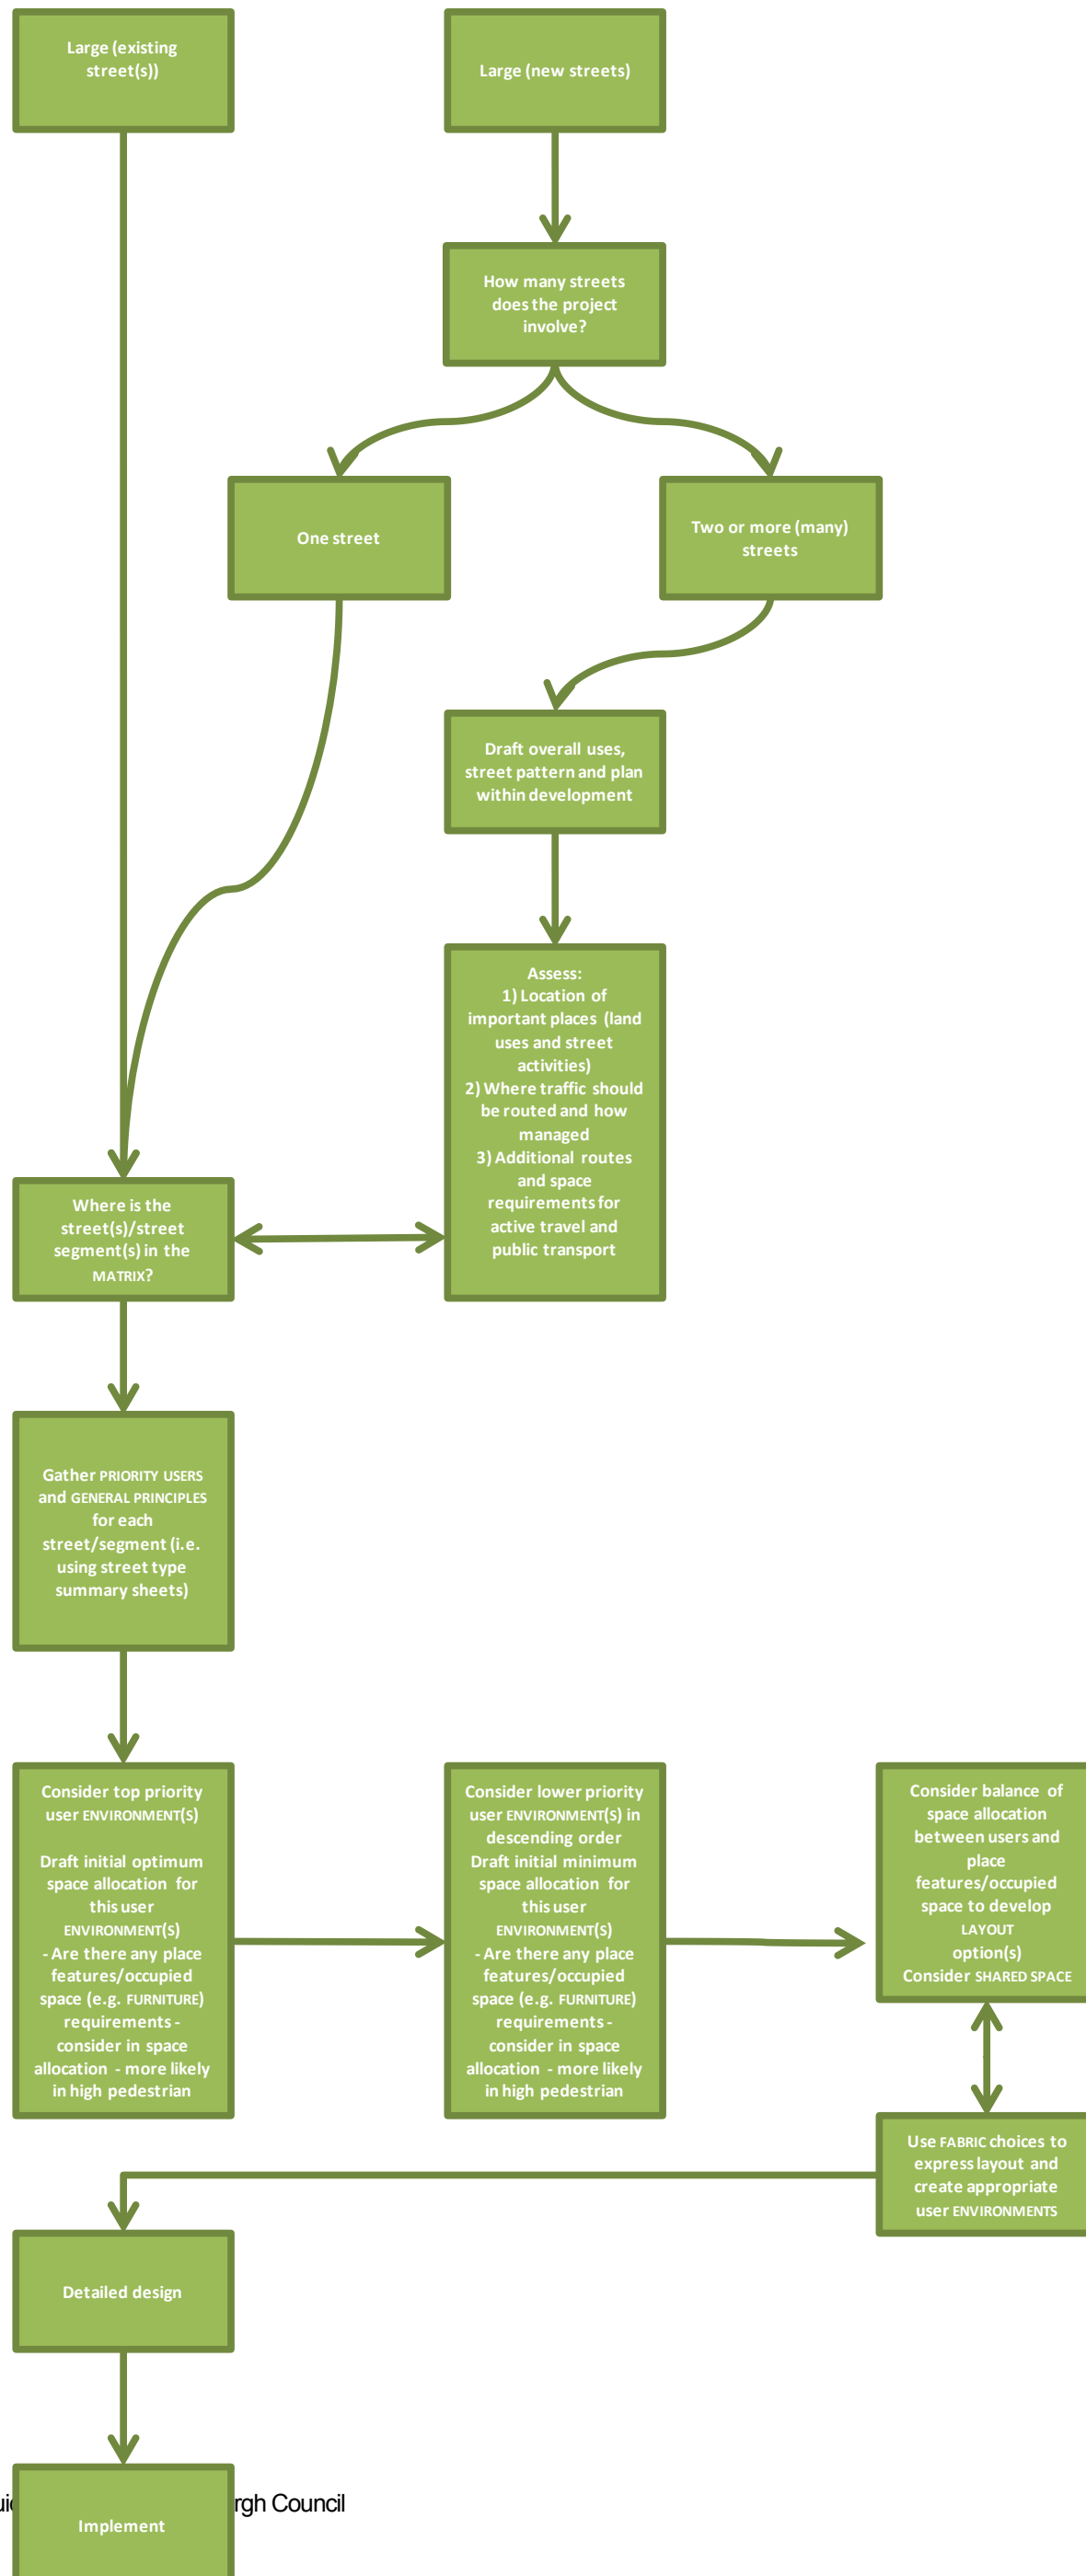 Large (existing
street(s))
Large (new streets)
How many streets
does the project
involve?
One street
Two or more (many)
streets
Draft overall uses,
street pattern and plan
within development
Assess:
1) Location of
important places (land
uses and street
activities)
2) Where traffic should
be routed and how
managed
3) Additional routes
and space
requirements for
active travel and
public transport
Where is the
street(s)/street
segment(s) in the
MATRIX?
Gather PRIORITY USERS
and GENERAL PRINCIPLES
for each
street/segment (i.e.
using street type
summary sheets)
Consider top priority
user ENVIRONMENT(S)
Draft initial optimum
space allocation for
this user
ENVIRONMENT(S)
- Are there any place
features/occupied
space (e.g. FURNITURE)
requirements -
consider in space
allocation - more likely
in high pedestrian
Consider lower priority
user ENVIRONMENT(S) in
descending order
Draft initial minimum
space allocation for
this user
ENVIRONMENT(S)
- Are there any place
features/occupied
space (e.g. FURNITURE)
requirements -
consider in space
allocation - more likely
in high pedestrian
Consider balance of
space allocation
between users and
place
features/occupied
space to develop
LAYOUT
option(s)
Consider SHARED SPACE
Use FABRIC choices to
express layout and
create appropriate
user ENVIRONMENTS
Detailed design
Implement
rgh Council